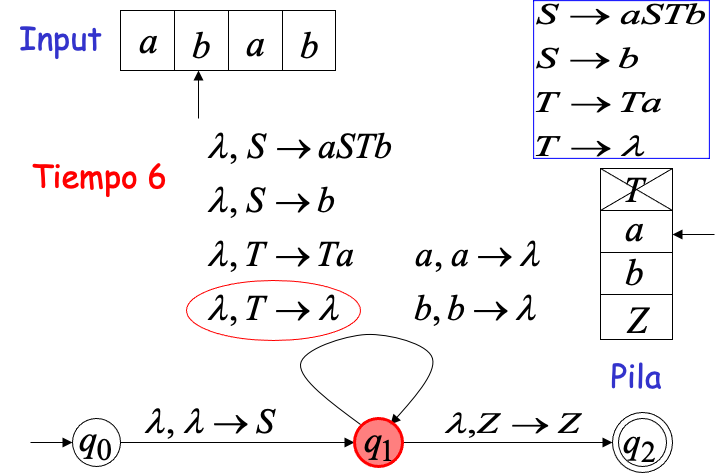 Input
a b a b
S → aSTb
S → b
T → Ta
T → λ
Tiempo 6
λ, S → aSTb
λ, S → b
λ, T → Ta
λ, T → λ
a, a → λ
b, b → λ
T
a
b
Z
Pila
q0
λ, λ → S
q1
λ,Z → Z
q2